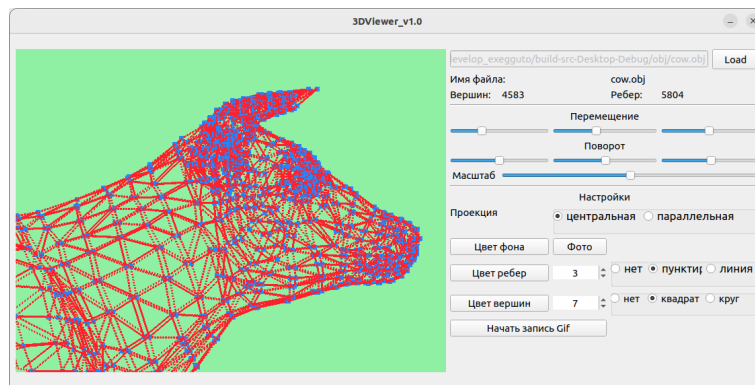 3DViewer_v1.0
evelop_exegguto/build-src-Desktop-Debug/obj/cow.obj Load
Имя файла: cow.obj
Вершин: 4583 Ребер: 5804
Перемещение
Поворот
Масштаб
Настройки
Проекция центральная параллельная
Цвет фона Фото
Цвет ребер 3 нет пунктир линия
Цвет вершин 7 нет квадрат круг
Начать запись Gif